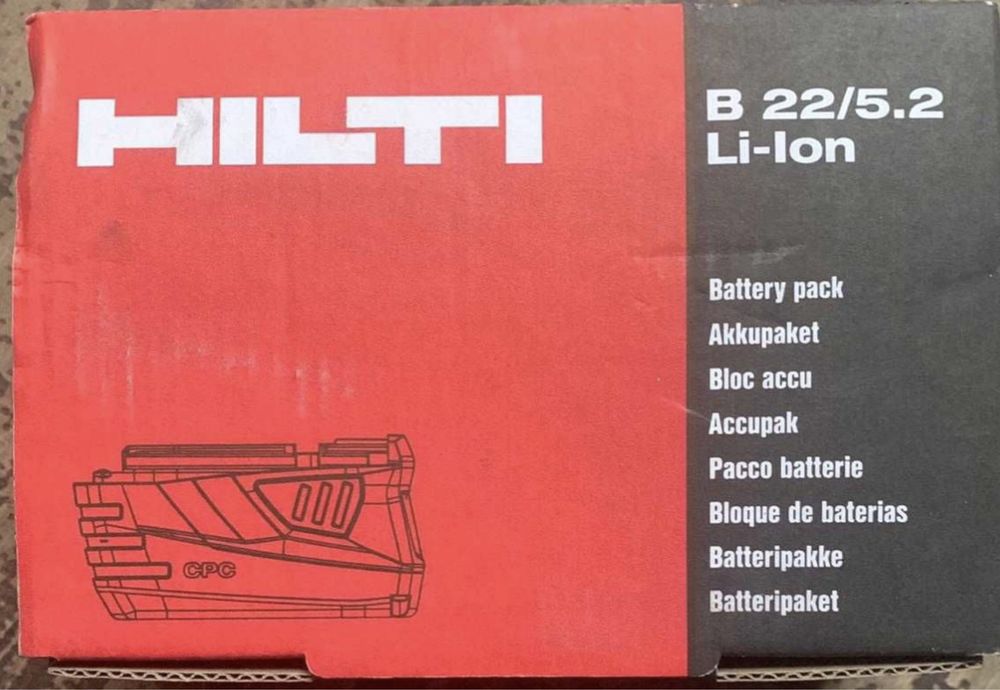 HILTI
B 22/5.2
Li-Ion
Battery pack
Akkupaket
Bloc accu
Accupak
Pacco batterie
Bloque de baterias
Batteripakke
Batteripaket
CPC